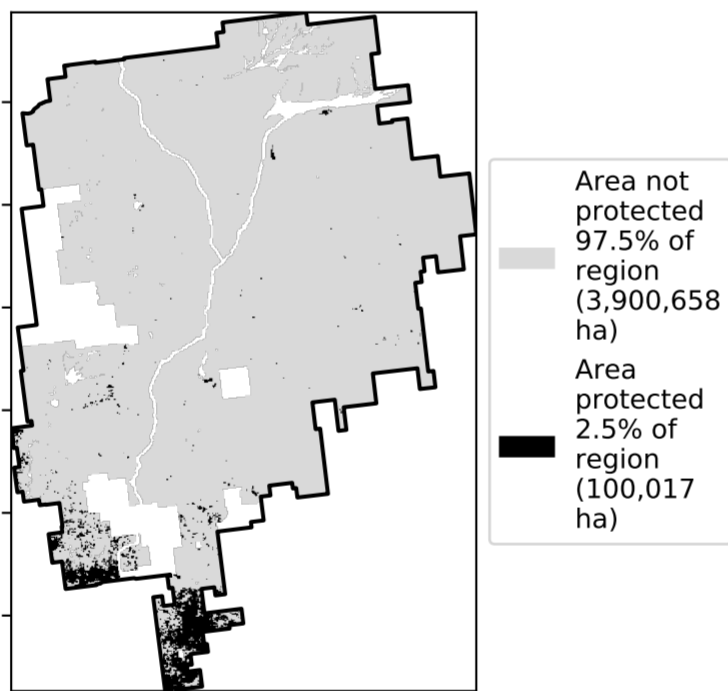 Area not
protected
97.5% of
region
(3,900,658
ha)
Area
protected
2.5% of
region
(100,017
ha)